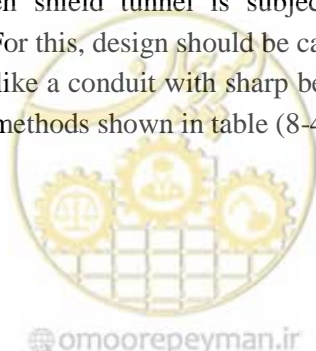 en shield tunnel is subjec
For this, design should be ca
like a conduit with sharp be
methods shown in table (8-4
omoorepeyman.ir